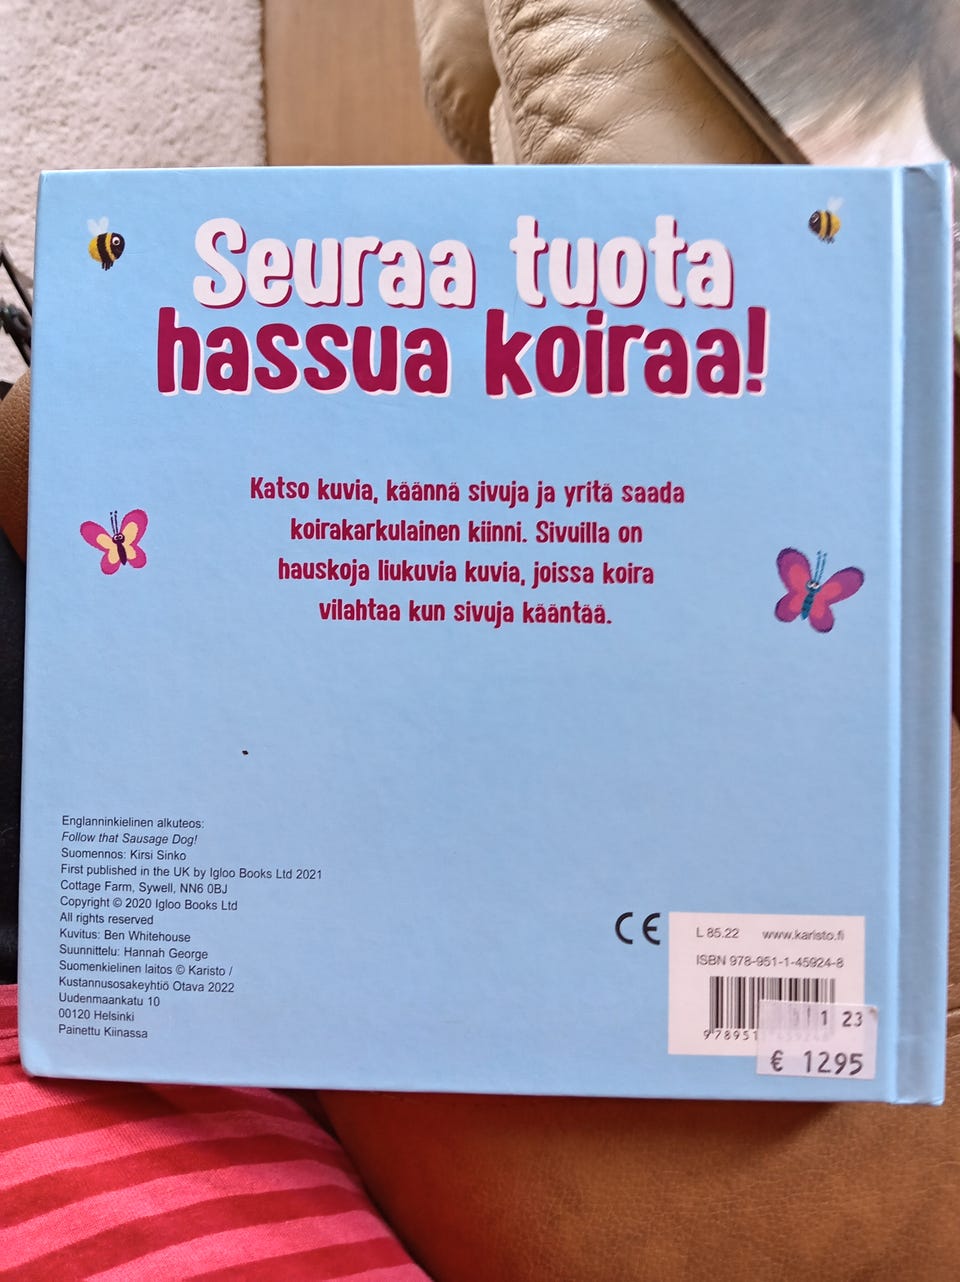 Seuraa tuota
hassua koiraa!
Katso kuvia, käännä sivuja ja yritä saada
koirakarkulainen kiinni. Sivuilla on
hauskoja liukuvia kuvia, joissa koira
vilahtaa kun sivuja kääntää.
Englanninkielinen alkuteos:
Follow that Sausage Dog!
Suomennos: Kirsi Sinko
First published in the UK by Igloo Books Ltd 2021
Cottage Farm, Sywell, NN6 0BJ
Copyright © 2020 Igloo Books Ltd
All rights reserved
Kuvitus: Ben Whitehouse
Suunnittelu: Hannah George
Suomenkielinen laitos © Karisto /
Kustannusosakeyhtiö Otava 2022
Uudenmaankatu 10
00120 Helsinki
Painettu Kiinassa
CE
L 85.22 www.karisto.fi
ISBN 978-951-1-45924-8
9 78951
1 23
€ 1295